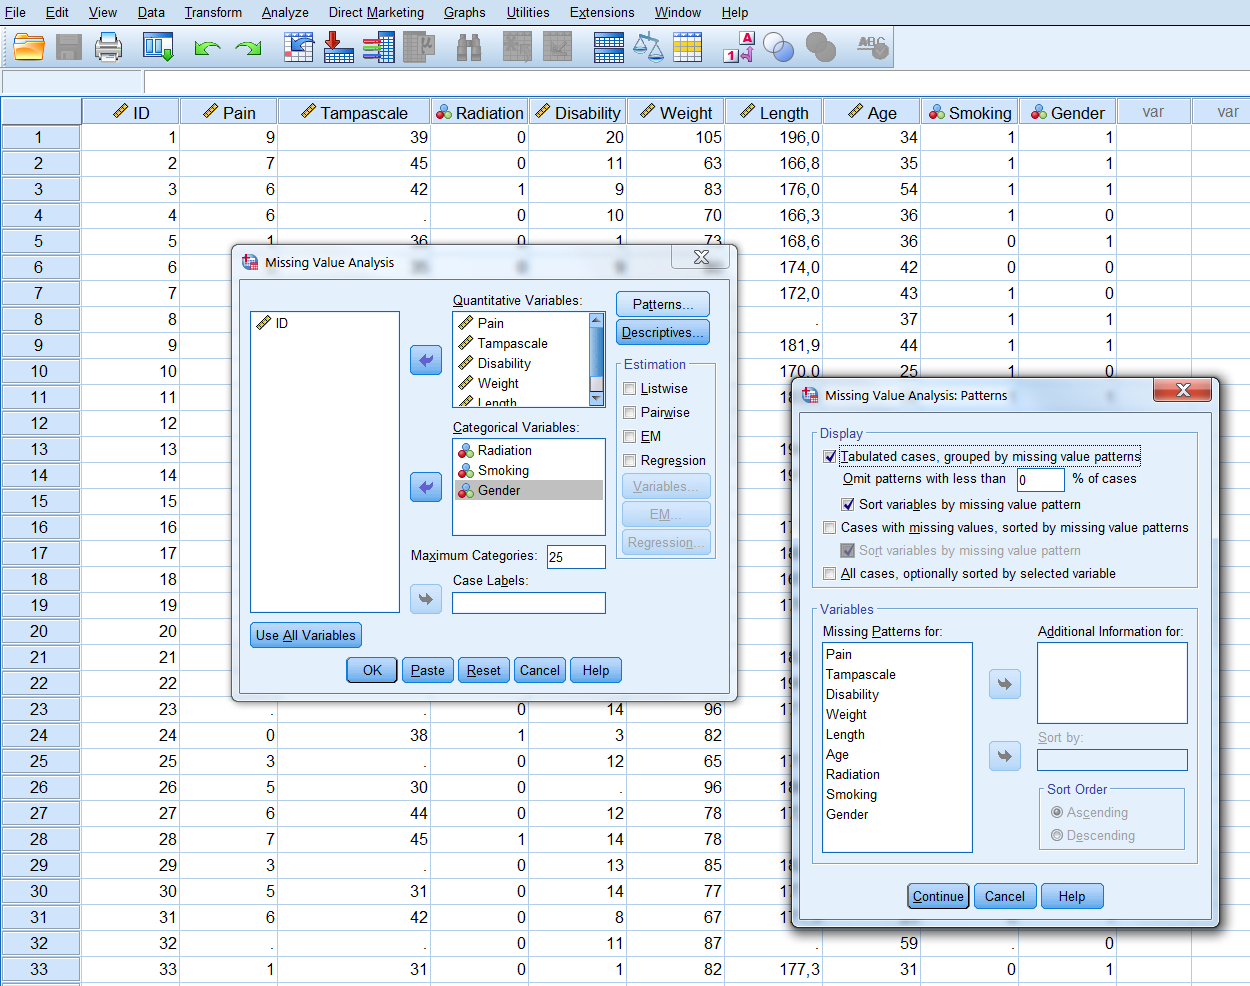 File Edit View Data Transform Analyze Direct Marketing Graphs Utilities Extensions Window Help
ID Pain Tampascale Radiation Disability Weight Length Age Smoking Gender var var
1 1 9 39 0 20 105 196,0 34 1 1
2 2 7 45 0 11 63 166,8 35 1 1
3 3 6 42 1 9 83 176,0 54 1 1
4 4 6 . 0 10 70 166,3 36 1 0
5 5 1 36 0 1 73 168,6 36 0 1
6 6 174,0 42 0 0
7 7 172,0 43 1 0
8 8 . 37 1 1
9 9 181,9 44 1 1
10 10 170,0 25 1 0
11 11
12 12
13 13
14 14
15 15
16 16
17 17
18 18
19 19
20 20
21 21
22 22
23 23 . . 0 14 96
24 24 0 38 1 3 82
25 25 3 . 0 12 65
26 26 5 30 0 . 96
27 27 6 44 0 12 78
28 28 7 45 1 14 78
29 29 3 . 0 13 85
30 30 5 31 0 14 77
31 31 6 42 0 8 67
32 32 . . 0 11 87 . 59 . 0
33 33 1 31 0 1 82 177,3 31 0 1
Missing Value Analysis
ID
Quantitative Variables:
Pain
Tampascale
Disability
Weight
Length
Categorical Variables:
Radiation
Smoking
Gender
Maximum Categories: 25
Case Labels:
Patterns...
Descriptives...
Estimation
Listwise
Pairwise
EM
Regression
Variables...
EM...
Regression...
Use All Variables
OK Paste Reset Cancel Help
Missing Value Analysis: Patterns
Display
Tabulated cases, grouped by missing value patterns
Omit patterns with less than 0 % of cases
Sort variables by missing value pattern
Cases with missing values, sorted by missing value patterns
Sort variables by missing value pattern
All cases, optionally sorted by selected variable
Variables
Missing Patterns for:
Pain
Tampascale
Disability
Weight
Length
Age
Radiation
Smoking
Gender
Additional Information for:
Sort by:
Sort Order
Ascending
Descending
Continue Cancel Help